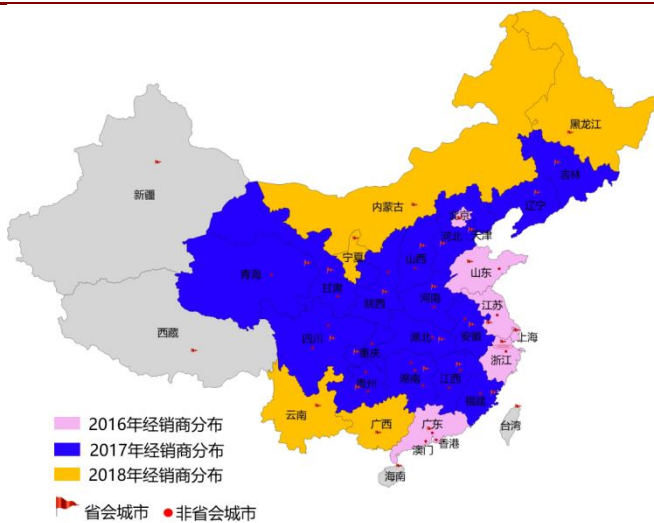 黑龙江
吉林
新疆
内蒙古
辽宁
北京
河北
天津
宁夏
山西
山东
青海
甘肃
陕西
河南
江苏
西藏
四川
湖北
安徽
上海
重庆
浙江
贵州
湖南
江西
福建
云南
广西
广东
台湾
香港
澳门
海南
2016年经销商分布
2017年经销商分布
2018年经销商分布
省会城市 非省会城市